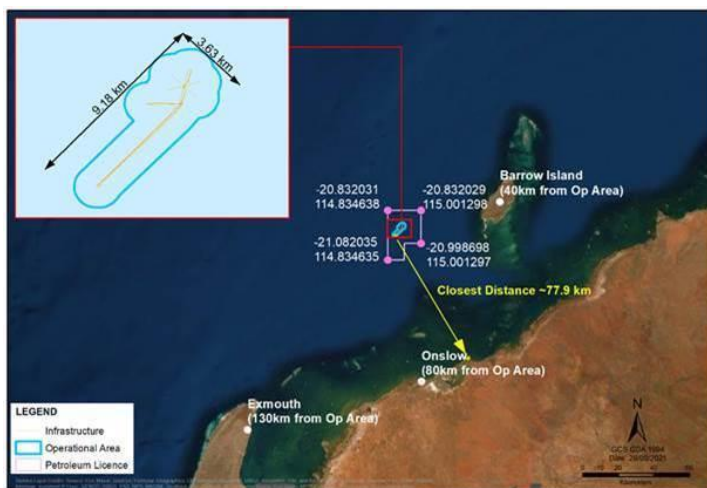 9.18 km
3.63 km
Barrow Island
(40km from Op Area)
-20.832031
114.834638
-20.832029
115.001298
-21.082035
114.834635
-20.998698
115.001297
Closest Distance ~77.9 km
Onslow
(80km from Op Area)
Exmouth
(130km from Op Area)
LEGEND
Infrastructure
Operational Area
Petroleum Licence
N
GCS GDA 1994
Kilometers